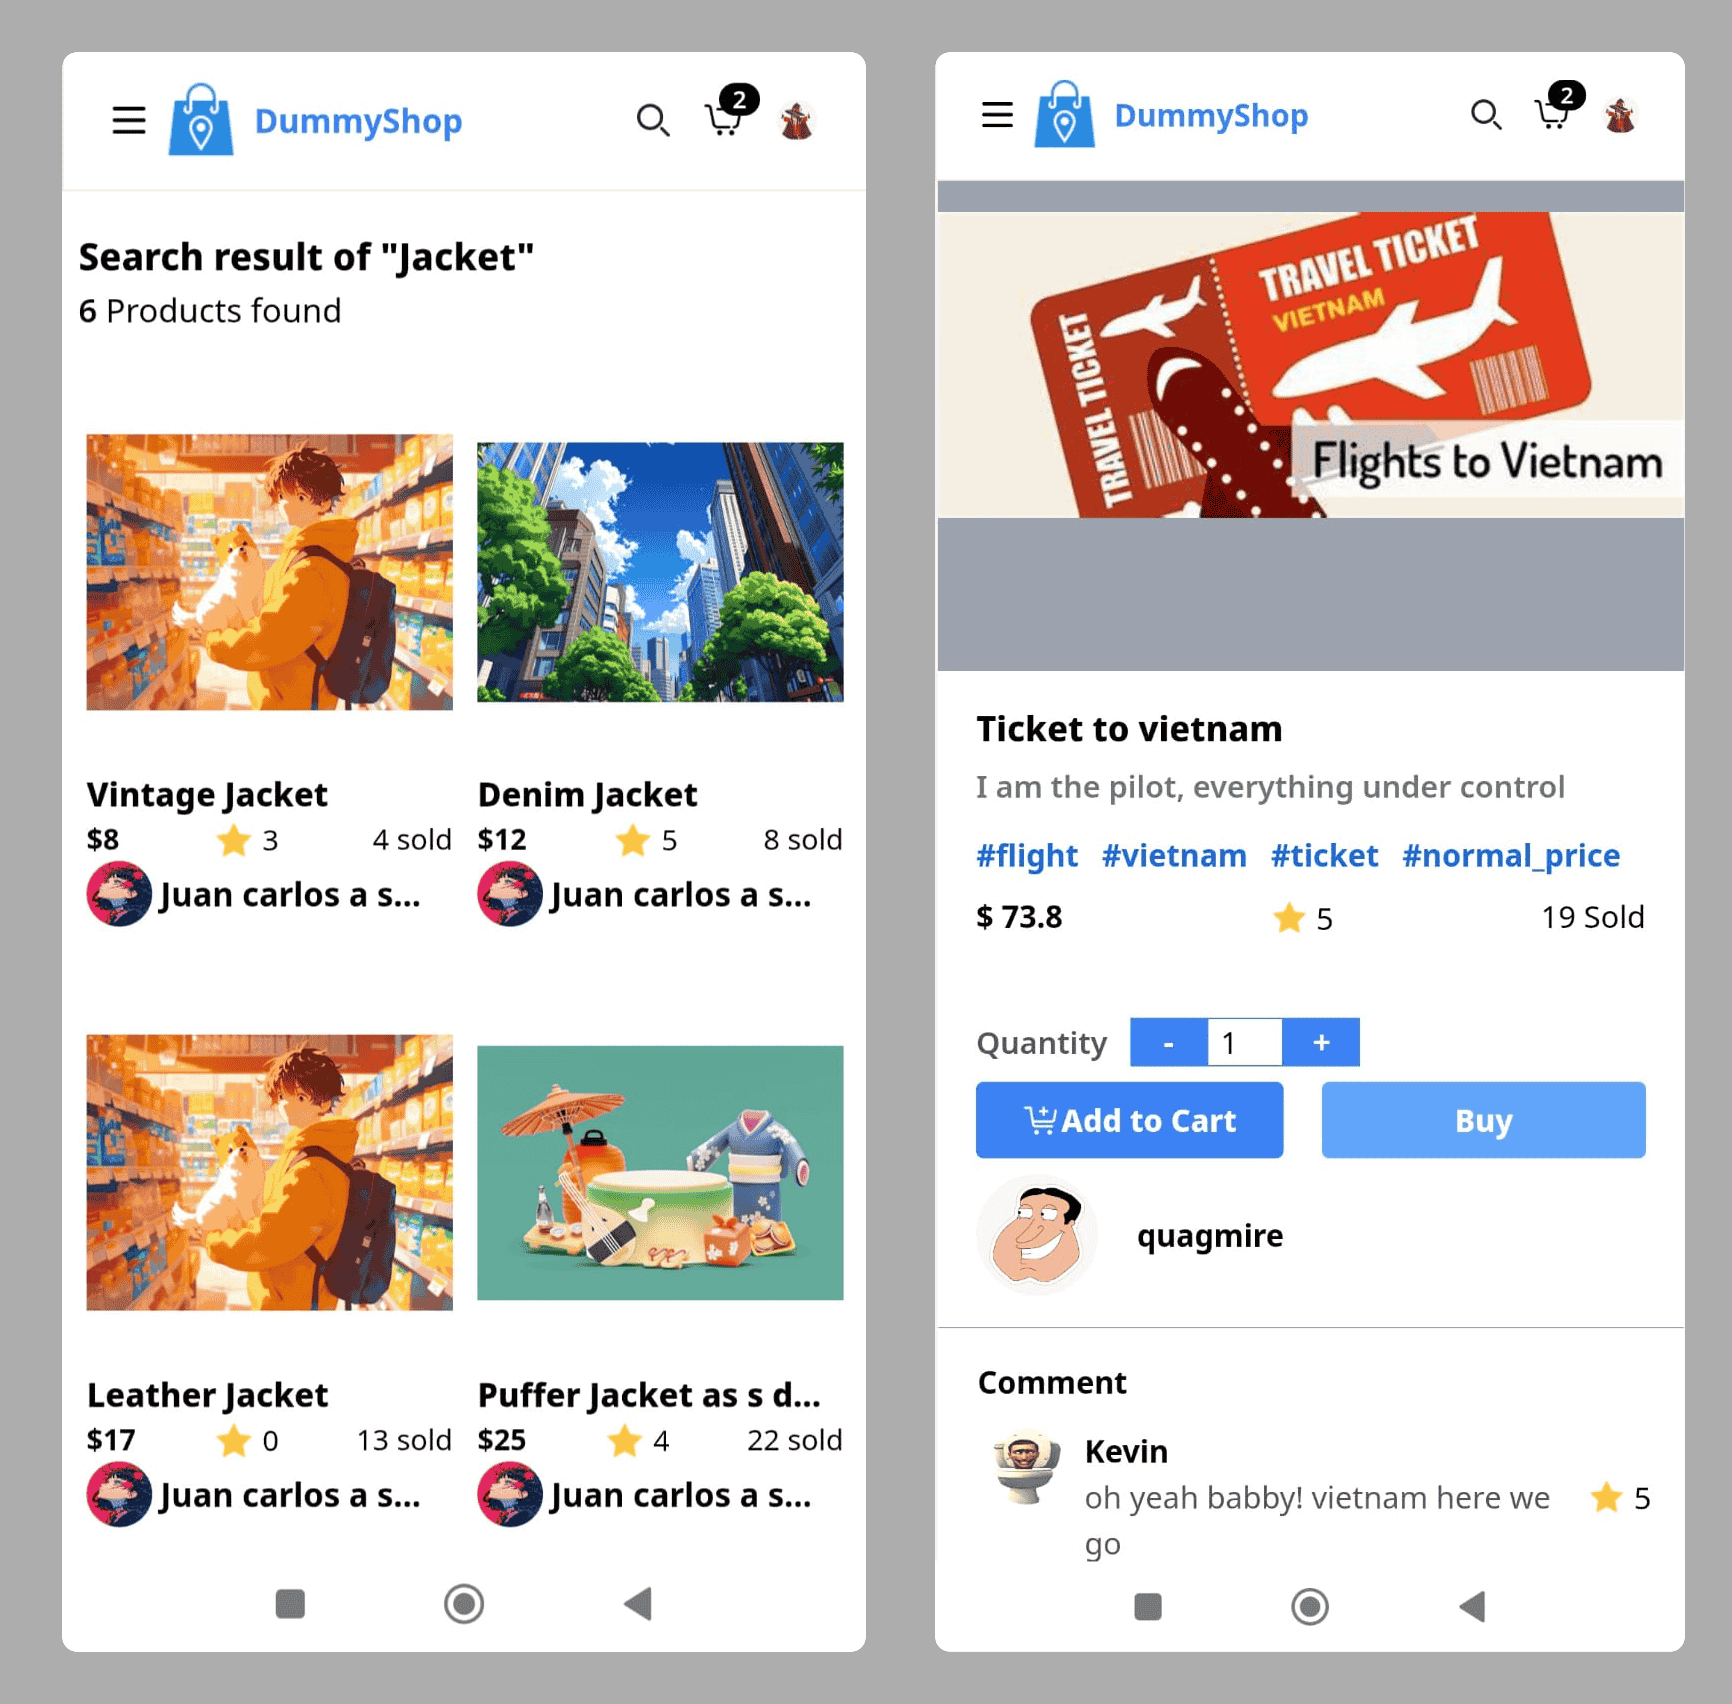 DummyShop
2
Search result of "Jacket"
6 Products found
Vintage Jacket
$8 3 4 sold
Juan carlos a s...
Denim Jacket
$12 5 8 sold
Juan carlos a s...
Leather Jacket
$17 0 13 sold
Juan carlos a s...
Puffer Jacket as s d...
$25 4 22 sold
Juan carlos a s...
DummyShop
2
TRAVEL TICKET
TRAVEL TICKET
VIETNAM
Flights to Vietnam
Ticket to vietnam
I am the pilot, everything under control
#flight #vietnam #ticket #normal_price
$ 73.8 5 19 Sold
Quantity - 1 +
Add to Cart Buy
quagmire
Comment
Kevin
oh yeah babby! vietnam here we
go
5